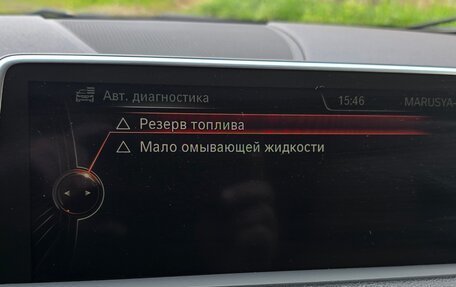 Авт. диагностика
15:46
MARUSYA-
Резерв топлива
Мало омывающей жидкости